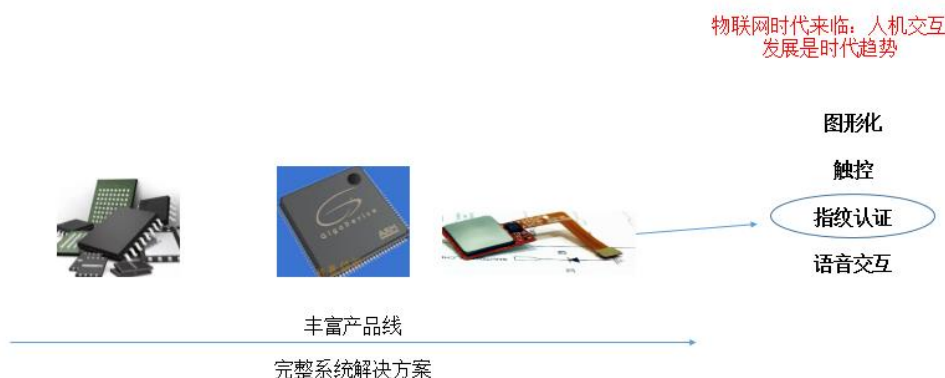 物联网时代来临：人机交互
发展是时代趋势
图形化
触控
指纹认证
语音交互
GigaDevice
ARM
丰富产品线
完整系统解决方案